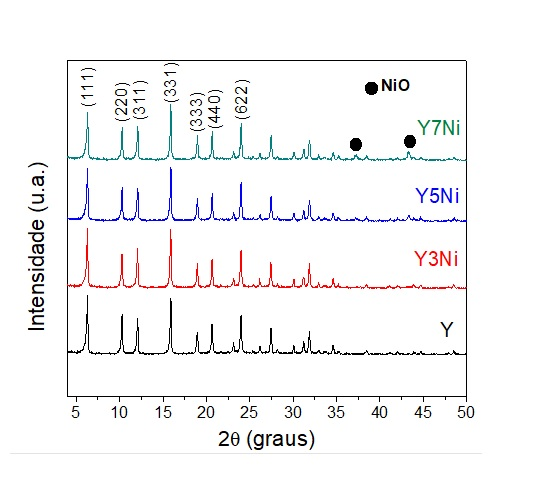 (111)
(220)
(311)
(331)
(333)
(440)
(622)
NiO
Y7Ni
Y5Ni
Y3Ni
Y
Intensidade (u.a.)
5 10 15 20 25 30 35 40 45 50
2θ (graus)